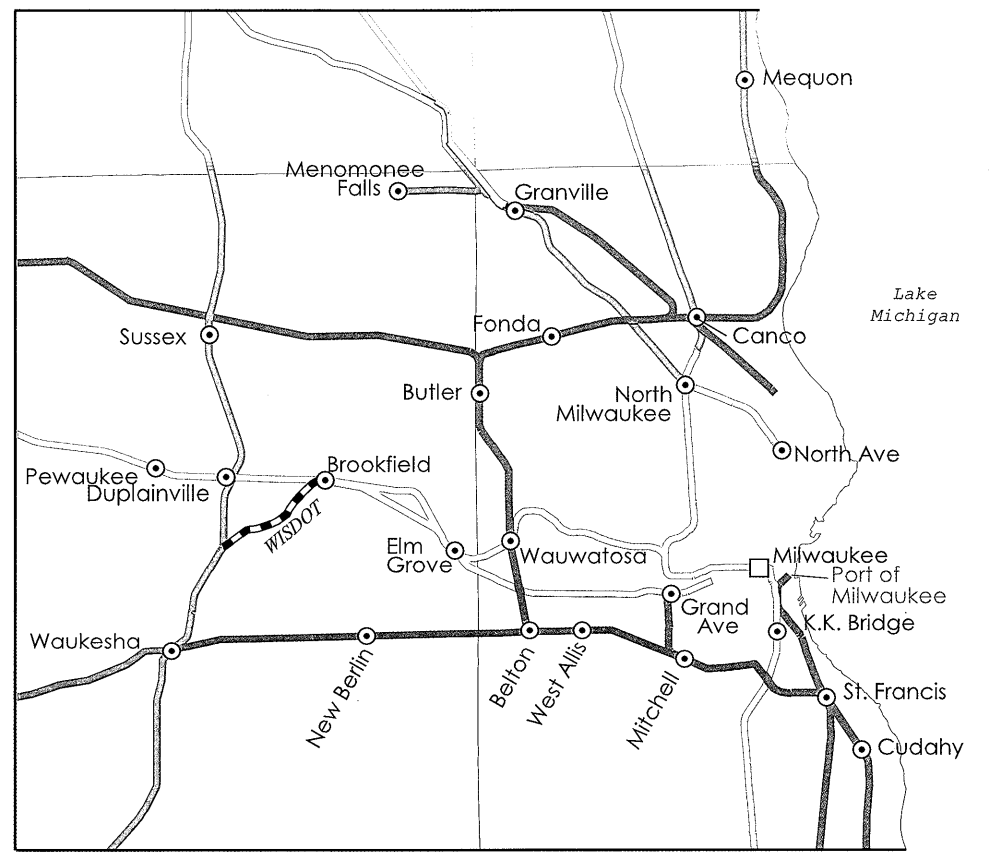 Mequon
Menomonee
Falls
Granville
Lake
Michigan
Sussex
Fonda
Canco
Butler
North
Milwaukee
Brookfield
North Ave
Pewaukee
Duplainville
WISDOT
Elm
Grove
Wauwatosa
Milwaukee
Port of
Milwaukee
Grand
Ave
K.K. Bridge
Waukesha
New Berlin
Belton
West Allis
Mitchell
St. Francis
Cudahy